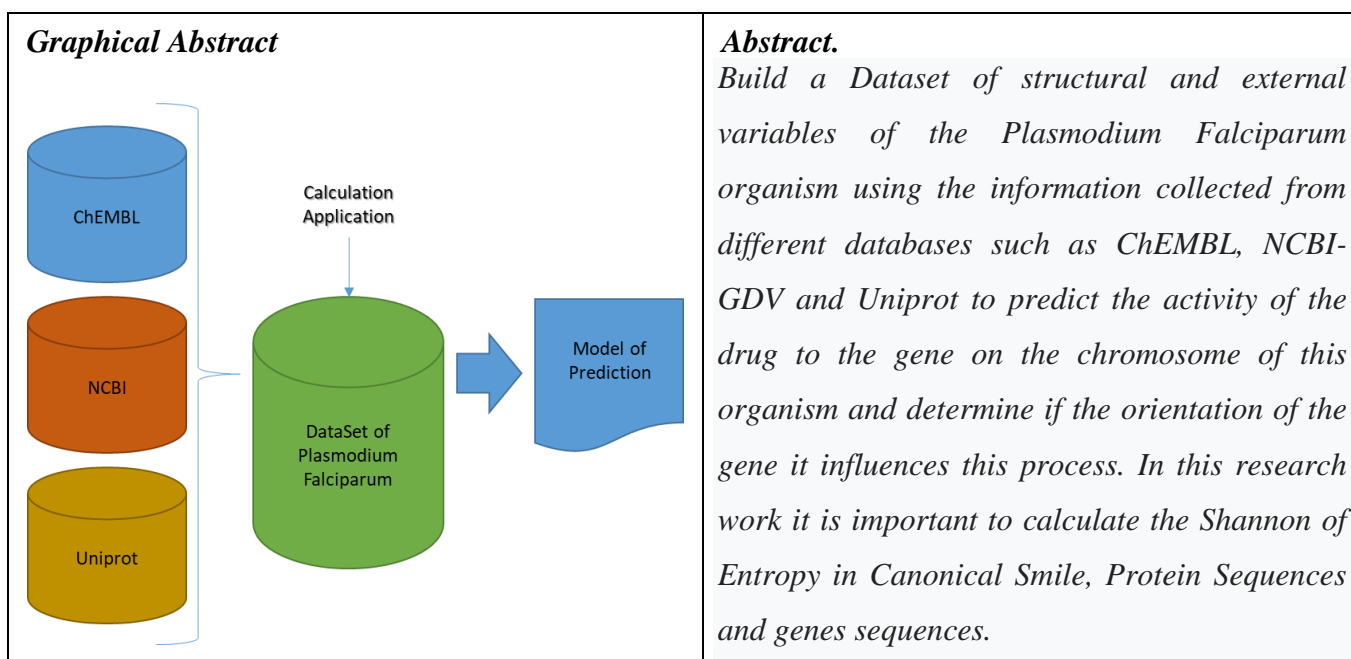 Graphical Abstract
ChEMBL
NCBI
Uniprot
Calculation
Application
DataSet of
Plasmodium
Falciparum
Model of
Prediction
Abstract.
Build a Dataset of structural and external
variables of the Plasmodium Falciparum
organism using the information collected from
different databases such as ChEMBL, NCBI-
GDV and Uniprot to predict the activity of the
drug to the gene on the chromosome of this
organism and determine if the orientation of the
gene it influences this process. In this research
work it is important to calculate the Shannon of
Entropy in Canonical Smile, Protein Sequences
and genes sequences.